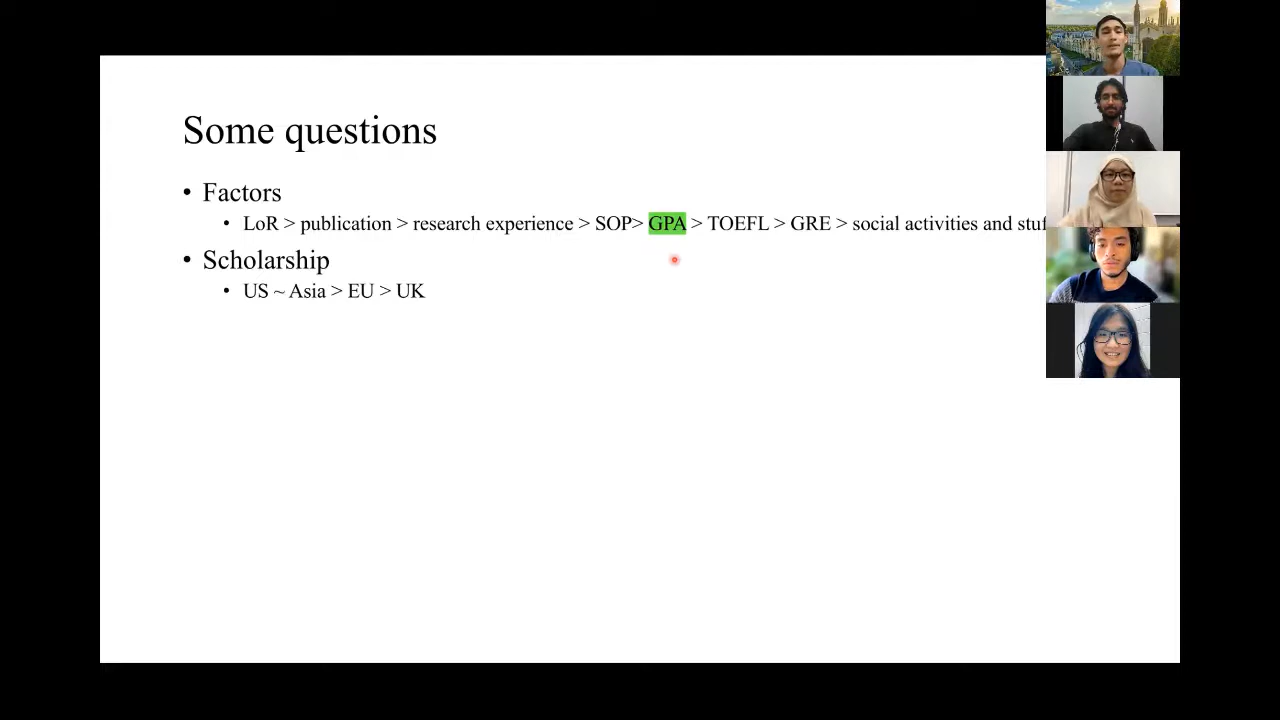 Some questions
• Factors
• LoR > publication > research experience > SOP> GPA > TOEFL > GRE > social activities and
• Scholarship
• US ~ Asia > EU > UK